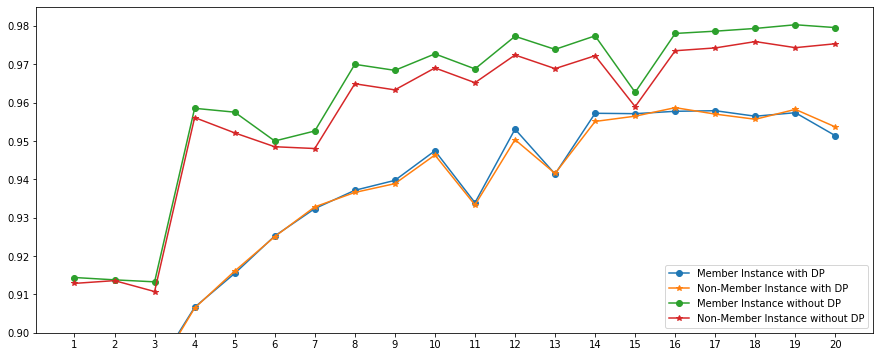 0.98
0.97
0.96
0.95
0.94
0.93
0.92
0.91
0.90
1 2 3 4 5 6 7 8 9 10 11 12 13 14 15 16 17 18 19 20
Member Instance with DP
Non-Member Instance with DP
Member Instance without DP
Non-Member Instance without DP